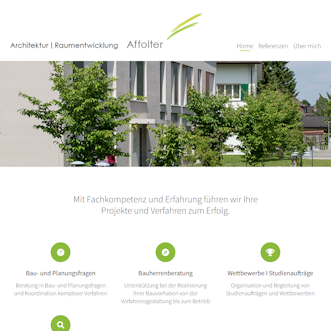 Architektur | Raumentwicklung Affolter
Home Referenzen Über mich
Mit Fachkompetenz und Erfahrung führen wir Ihre
Projekte und Verfahren zum Erfolg.
Bau- und Planungsfragen
Beratung in Bau- und Planungsfragen
und Koordination komplexer Verfahren
Bauherrenberatung
Unterstützung bei der Realisierung
Ihrer Bauvorhaben von der
Verfahrensgestaltung bis zum Betrieb
Wettbewerbe I Studienaufträge
Organisation und Begleitung von
Studienaufträgen und Wettbewerben